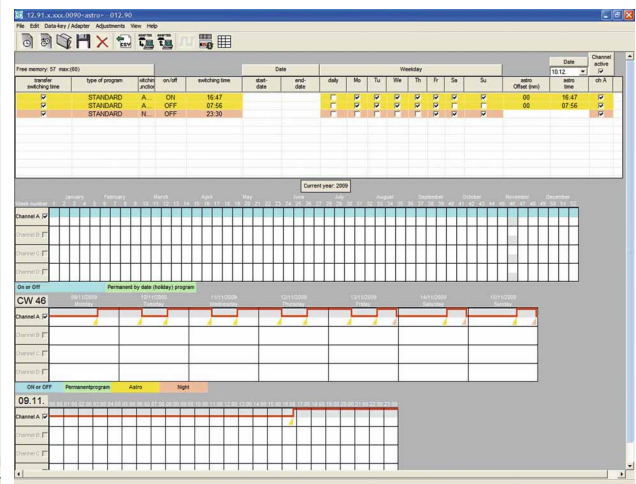 12.91.x.xxx.0090+astro+ - 012.90
File Edit Data-key / Adapter Adjustments View Help
Free memory: 57 max:(60) Date Weekday Date Channel active
10.12.
transfer switching time type of program on/off switching time start-date end-date daily Mo Tu We Th Fr Sa Su astro Offset (mm) astro time ch A
STANDARD A... ON 16:47 00 16:47
STANDARD A... OFF 07:56 00 07:56
STANDARD N... OFF 23:30
Current year: 2009
January February March April May June July August September October November December
Week number
Channel A
Channel B
Channel C
Channel D
On or Off Permanent by date (holiday) program
CW 46
09/11/2009 10/11/2009 11/11/2009 12/11/2009 13/11/2009 14/11/2009
Monday Tuesday Wednesday Thursday Friday Saturday Sunday
Channel A
Channel B
Channel C
Channel D
ON or OFF Permanentprogram Astro Night
09.11.
Channel A
Channel B
Channel C